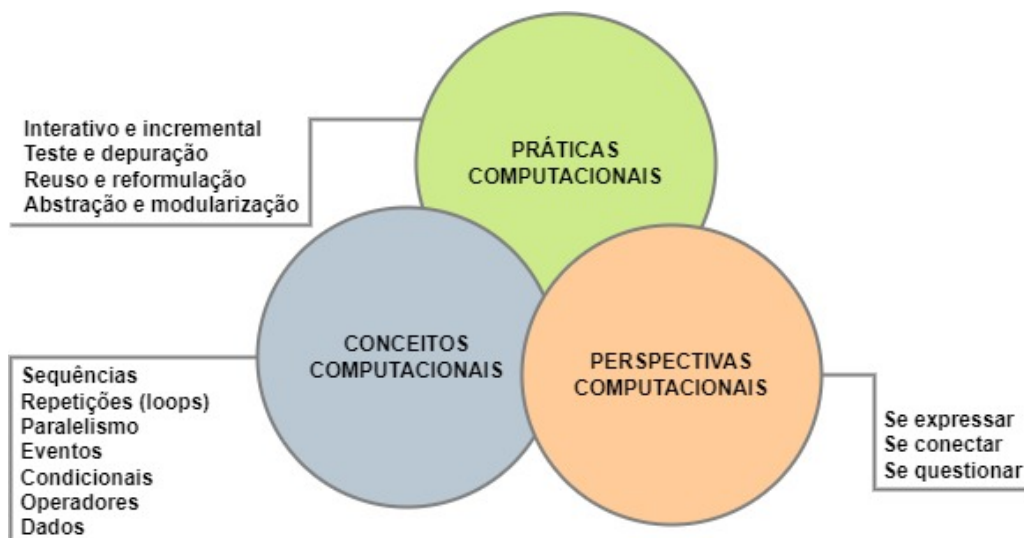 PRÁTICAS
COMPUTACIONAIS
Interativo e incremental
Teste e depuração
Reuso e reformulação
Abstração e modularização
CONCEITOS
COMPUTACIONAIS
Sequências
Repetições (loops)
Paralelismo
Eventos
Condicionais
Operadores
Dados
PERSPECTIVAS
COMPUTACIONAIS
Se expressar
Se conectar
Se questionar